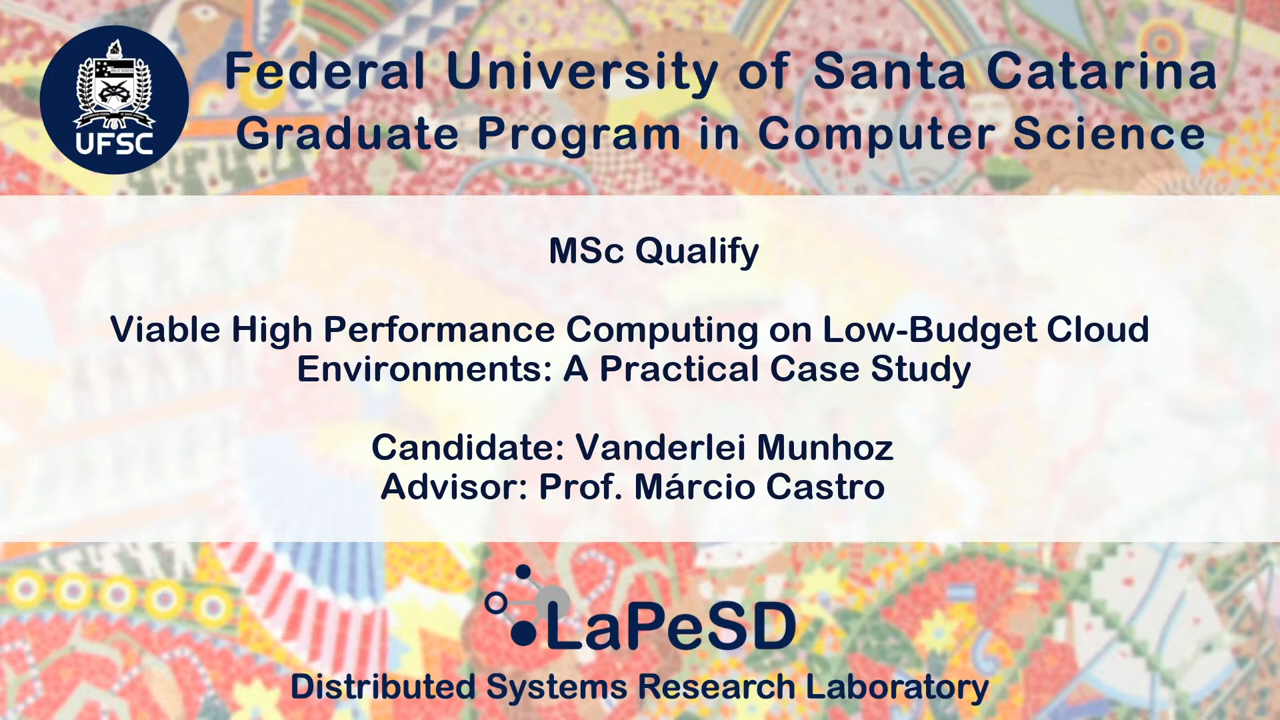 UFSC
Federal University of Santa Catarina
Graduate Program in Computer Science
MSc Qualify
Viable High Performance Computing on Low-Budget Cloud
Environments: A Practical Case Study
Candidate: Vanderlei Munhoz
Advisor: Prof. Márcio Castro
LaPeSD
Distributed Systems Research Laboratory